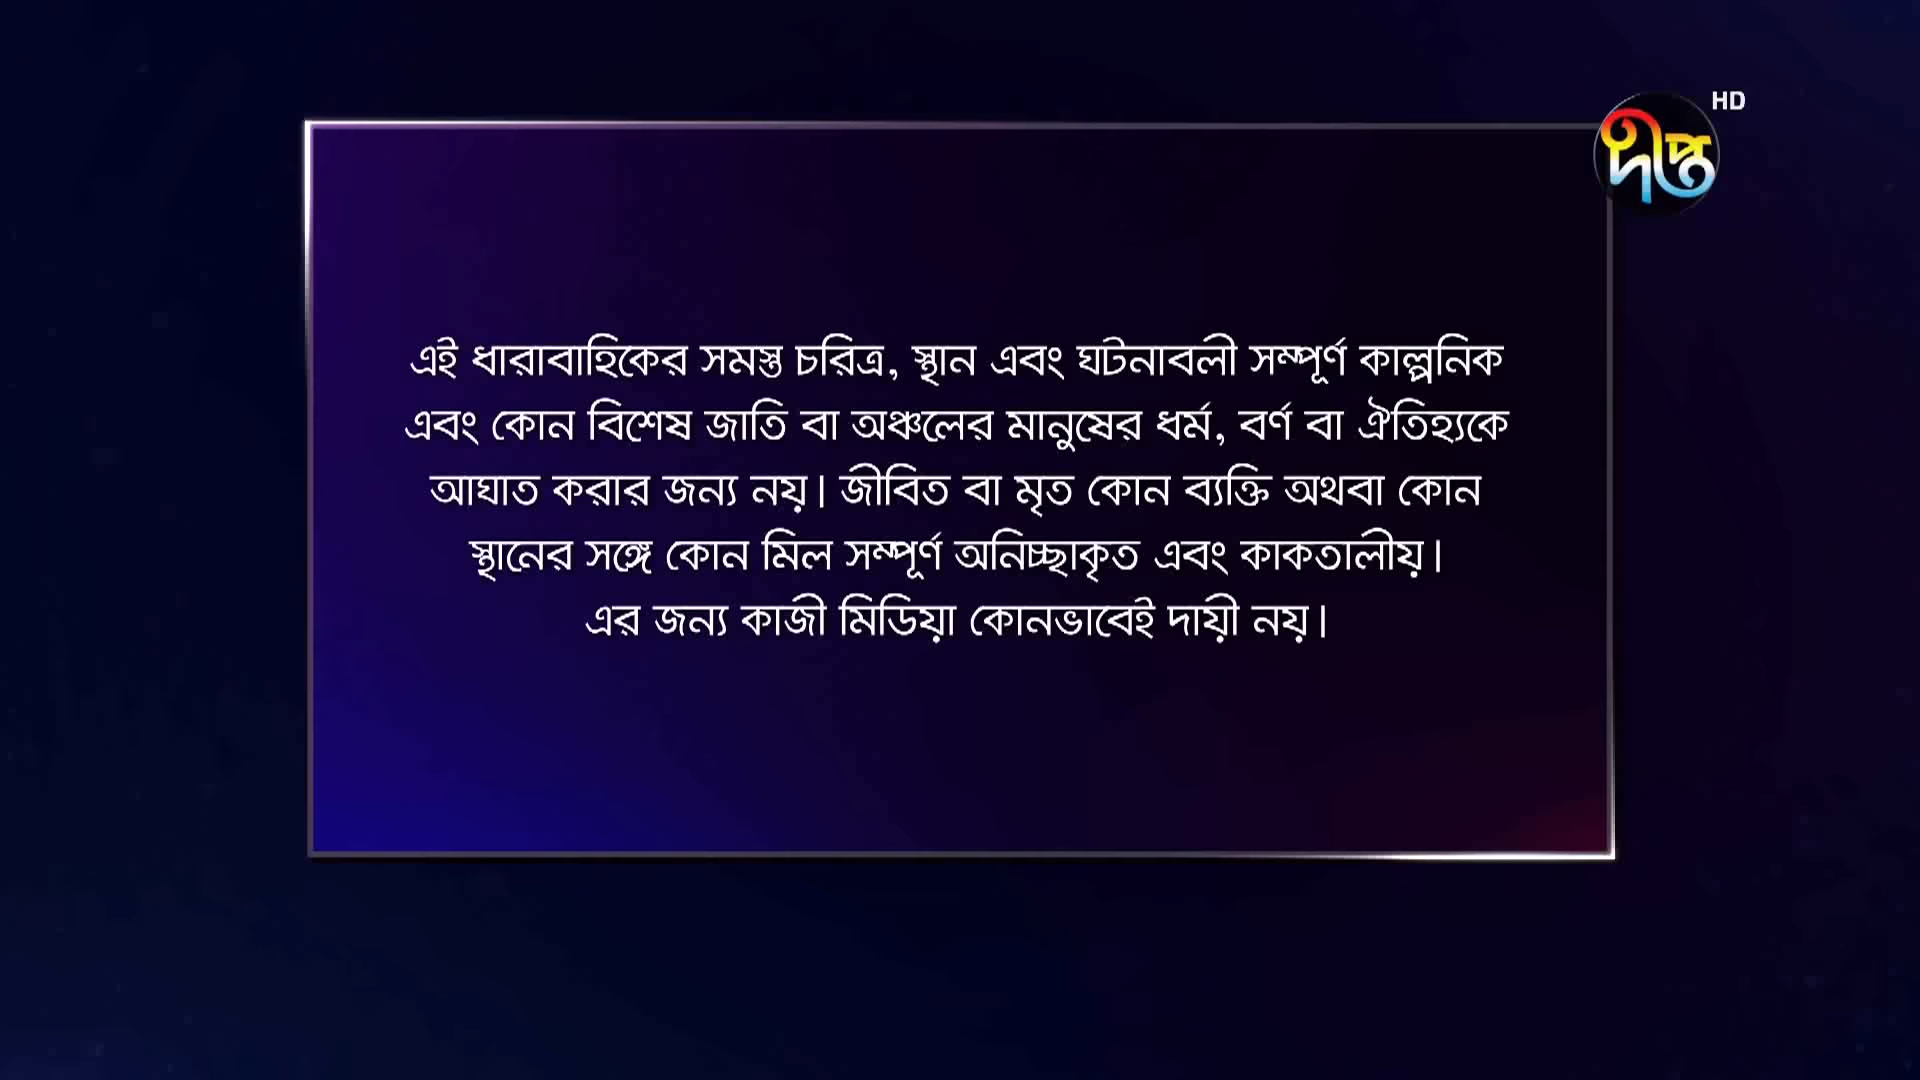 HD
দীপ্ত
এই ধারাবাহিকের সমস্ত চরিত্র, স্থান এবং ঘটনাবলী সম্পূর্ণ কাল্পনিক
এবং কোন বিশেষ জাতি বা অঞ্চলের মানুষের ধর্ম, বর্ণ বা ঐতিহ্যকে
আঘাত করার জন্য নয়। জীবিত বা মৃত কোন ব্যক্তি অথবা কোন
স্থানের সঙ্গে কোন মিল সম্পূর্ণ অনিচ্ছাকৃত এবং কাকতালীয়।
এর জন্য কাজী মিডিয়া কোনভাবেই দায়ী নয়।